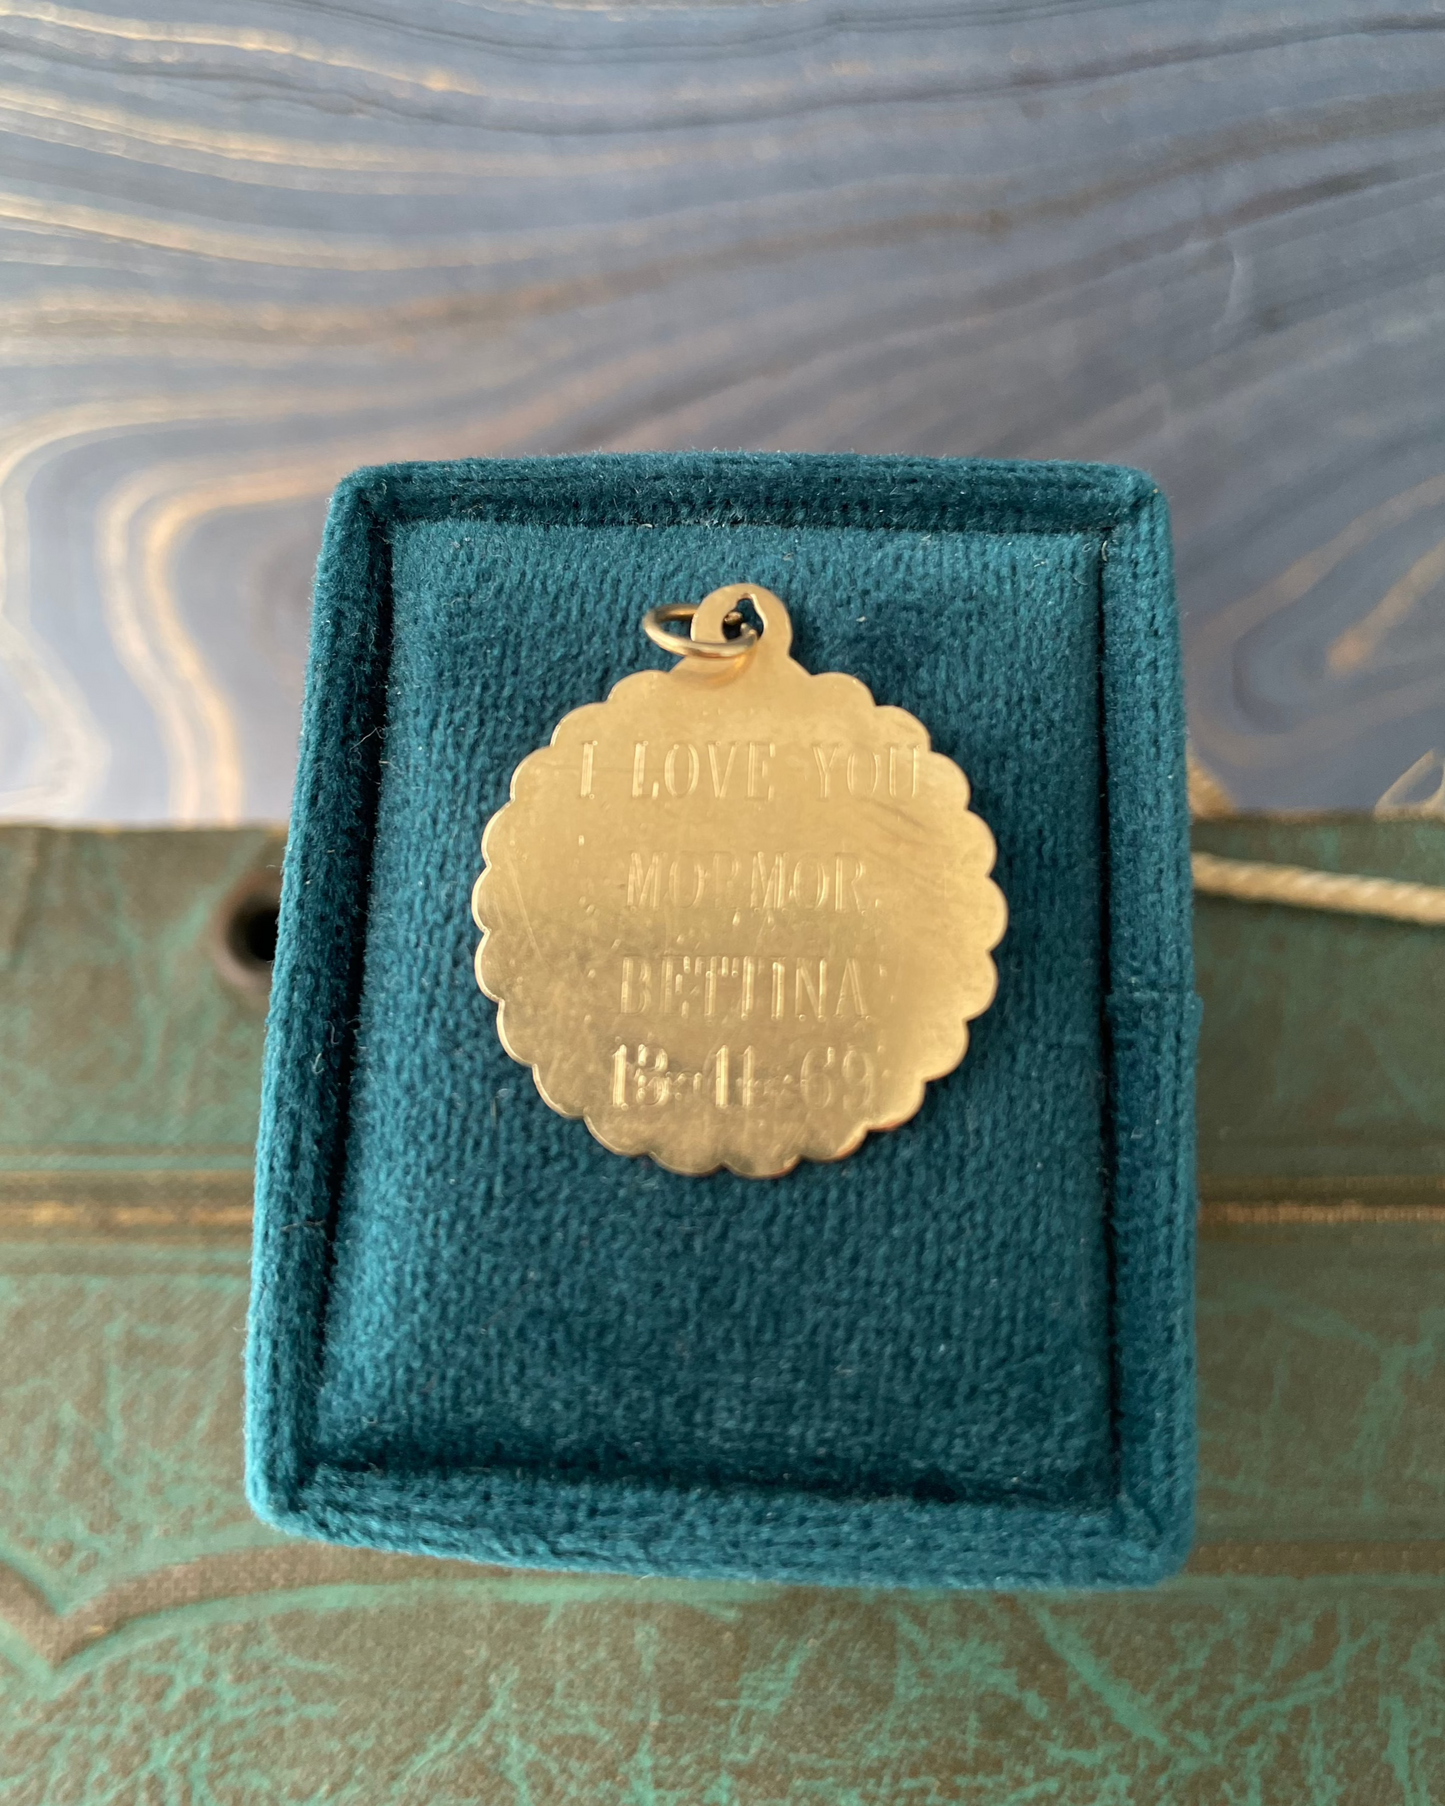 I LOVE YOU
MORMOR
BETTINA
13-11-69